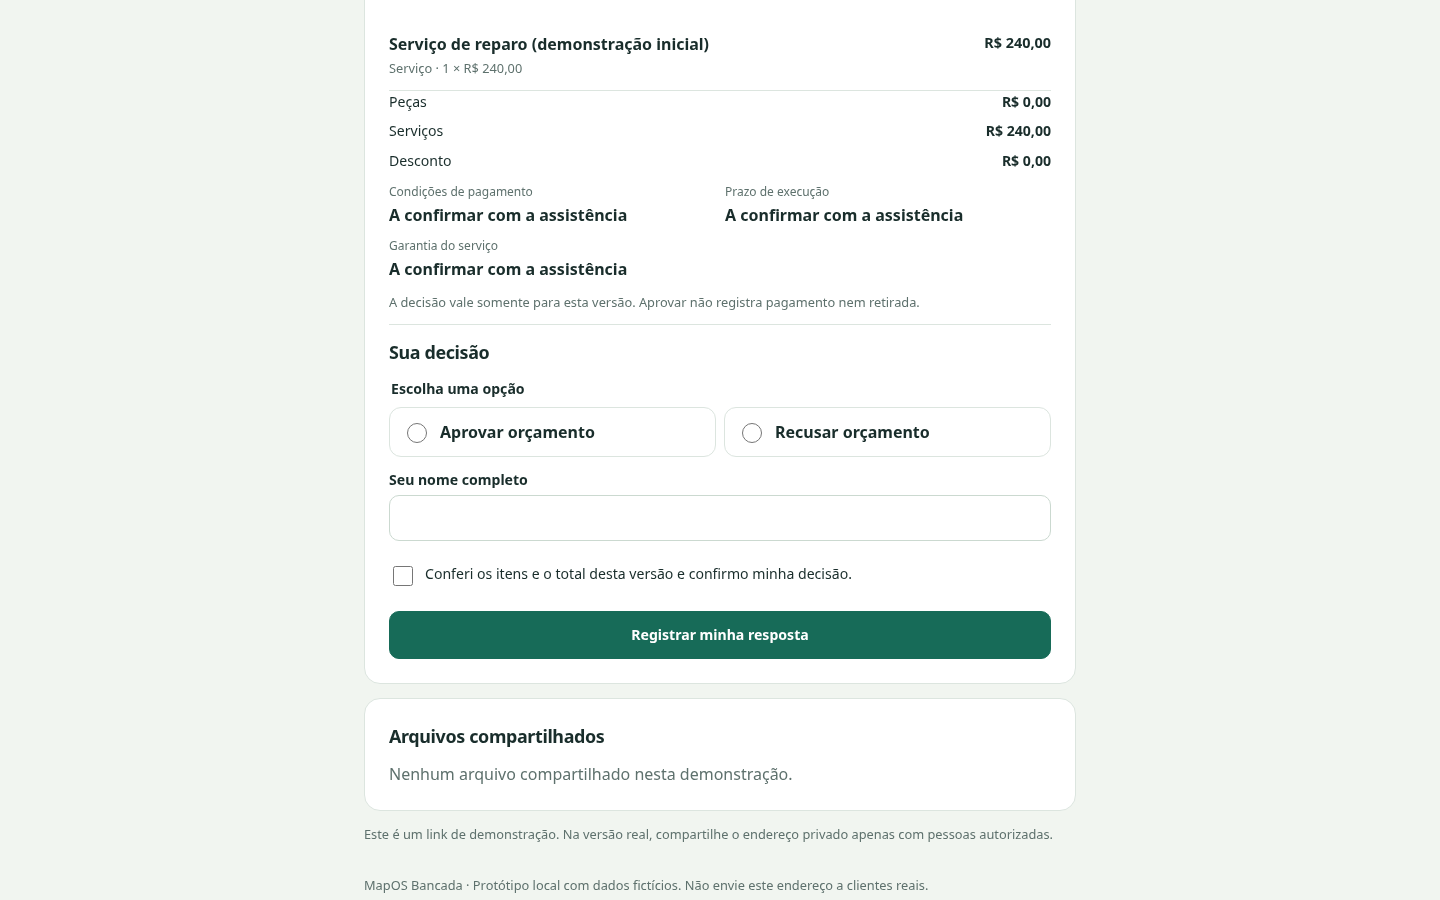 Serviço de reparo (demonstração inicial) R$ 240,00
Serviço · 1 × R$ 240,00
Peças R$ 0,00
Serviços R$ 240,00
Desconto R$ 0,00
Condições de pagamento Prazo de execução
A confirmar com a assistência A confirmar com a assistência
Garantia do serviço
A confirmar com a assistência
A decisão vale somente para esta versão. Aprovar não registra pagamento nem retirada.
Sua decisão
Escolha uma opção
Aprovar orçamento Recusar orçamento
Seu nome completo
Conferi os itens e o total desta versão e confirmo minha decisão.
Registrar minha resposta
Arquivos compartilhados
Nenhum arquivo compartilhado nesta demonstração.
Este é um link de demonstração. Na versão real, compartilhe o endereço privado apenas com pessoas autorizadas.
MapOS Bancada · Protótipo local com dados fictícios. Não envie este endereço a clientes reais.